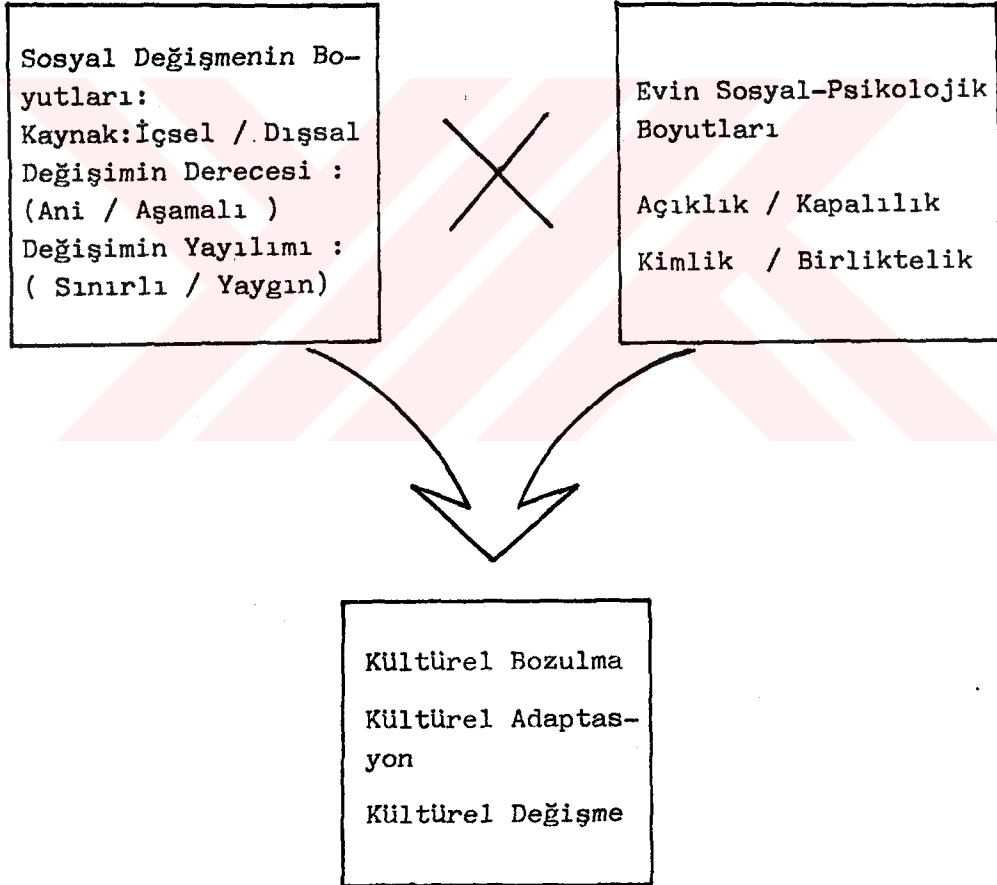 Sosyal Değişmenin Bo-
yutları:
Kaynak:İçsel / Dışsal
Değişimin Derecesi :
(Ani / Aşamalı )
Değişimin Yayılımı :
( Sınırlı / Yaygın)
Evin Sosyal-Psikolojik
Boyutları
Açıklık / Kapalılık
Kimlik / Birliktelik
Kültürel Bozulma
Kültürel Adaptas-
yon
Kültürel Değişme